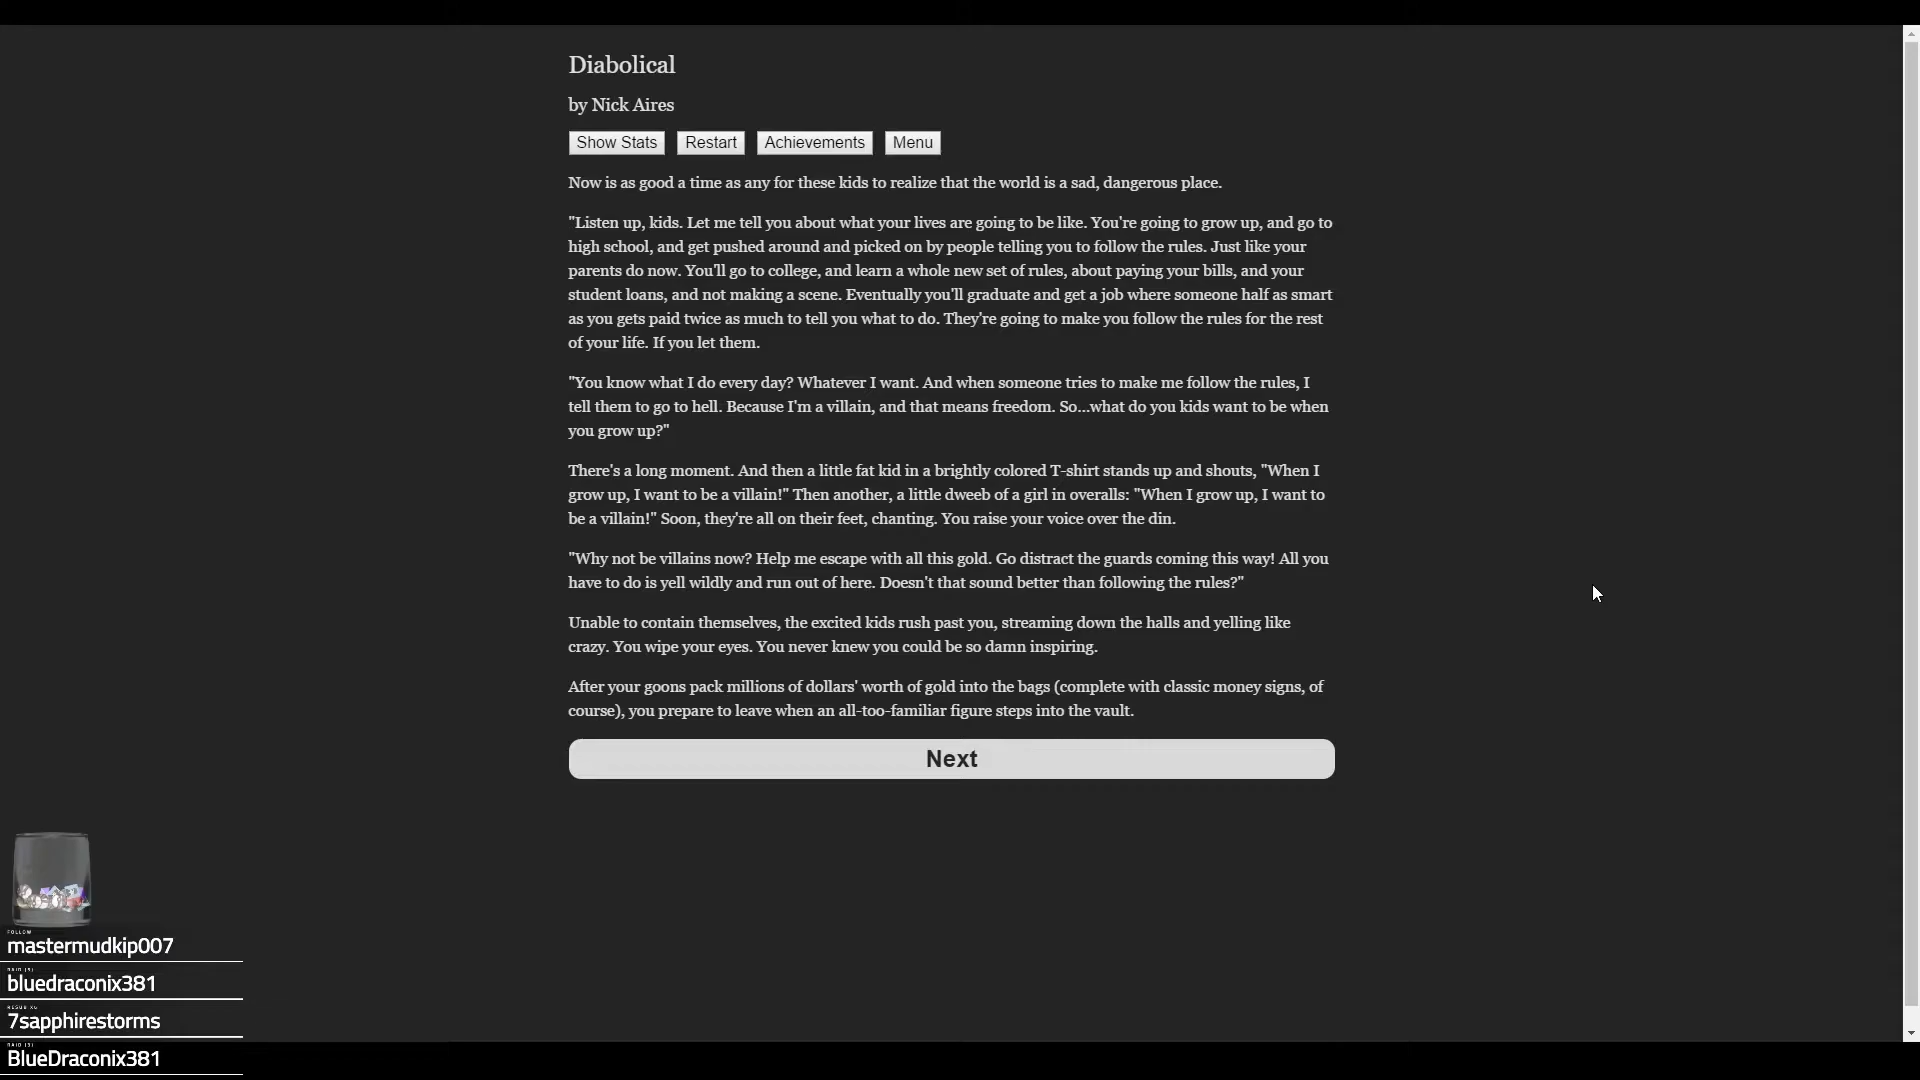 Diabolical
by Nick Aires
Show Stats Restart Achievements Menu
Now is as good a time as any for these kids to realize that the world is a sad, dangerous place.
"Listen up, kids. Let me tell you about what your lives are going to be like. You're going to grow up, and go to
high school, and get pushed around and picked on by people telling you to follow the rules. Just like your
parents do now. You'll go to college, and learn a whole new set of rules, about paying your bills, and your
student loans, and not making a scene. Eventually you'll graduate and get a job where someone half as smart
as you gets paid twice as much to tell you what to do. They're going to make you follow the rules for the rest
of your life. If you let them.
"You know what I do every day? Whatever I want. And when someone tries to make me follow the rules, I
tell them to go to hell. Because I'm a villain, and that means freedom. So...what do you kids want to be when
you grow up?"
There's a long moment. And then a little fat kid in a brightly colored T-shirt stands up and shouts, "When I
grow up, I want to be a villain!" Then another, a little dweeb of a girl in overalls: "When I grow up, I want to
be a villain!" Soon, they're all on their feet, chanting. You raise your voice over the din.
"Why not be villains now? Help me escape with all this gold. Go distract the guards coming this way! All you
have to do is yell wildly and run out of here. Doesn't that sound better than following the rules?"
Unable to contain themselves, the excited kids rush past you, streaming down the halls and yelling like
crazy. You wipe your eyes. You never knew you could be so damn inspiring.
After your goons pack millions of dollars' worth of gold into the bags (complete with classic money signs, of
course), you prepare to leave when an all-too-familiar figure steps into the vault.
Next
FOLLOW
mastermudkip007
bluedraconix381
7sapphirestorms
BlueDraconix381